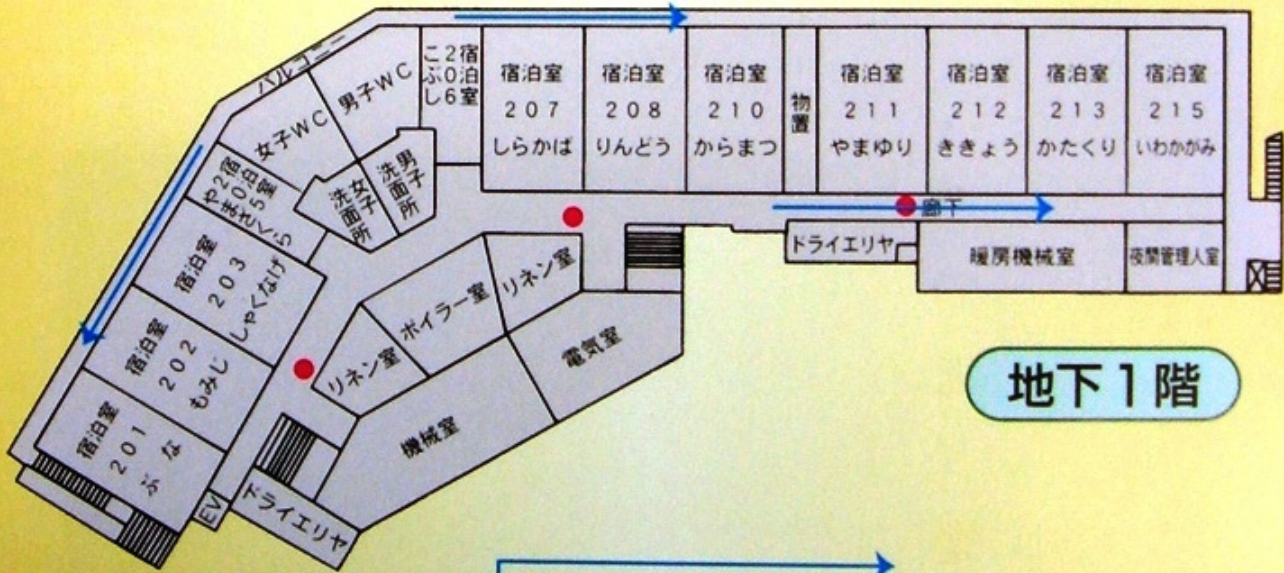 バルコニー
女子WC
男子WC
宿泊室
206
こぶし
宿泊室
207
しらかば
宿泊室
208
りんどう
宿泊室
210
からまつ
物置
宿泊室
211
やまゆり
宿泊室
212
ききょう
宿泊室
213
かたくり
宿泊室
215
いわかがみ
男子
洗面所
女子
洗面所
宿泊室
205
やまざくら
宿泊室
203
しゃくなげ
宿泊室
202
もみじ
宿泊室
201
ぶな
廊下
ドライエリヤ
暖房機械室
夜間管理人室
リネン室
ボイラー室
リネン室
電気室
機械室
EV
ドライエリヤ
地下1階